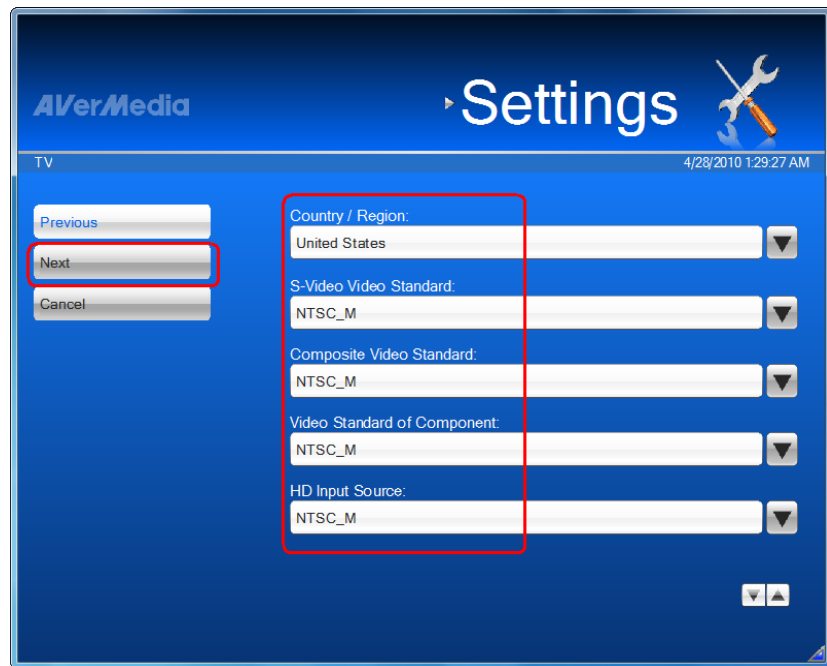 AVerMedia
Settings
TV
4/28/2010 1:29:27 AM
Previous
Next
Cancel
Country / Region:
United States
S-Video Video Standard:
NTSC_M
Composite Video Standard:
NTSC_M
Video Standard of Component:
NTSC_M
HD Input Source:
NTSC_M